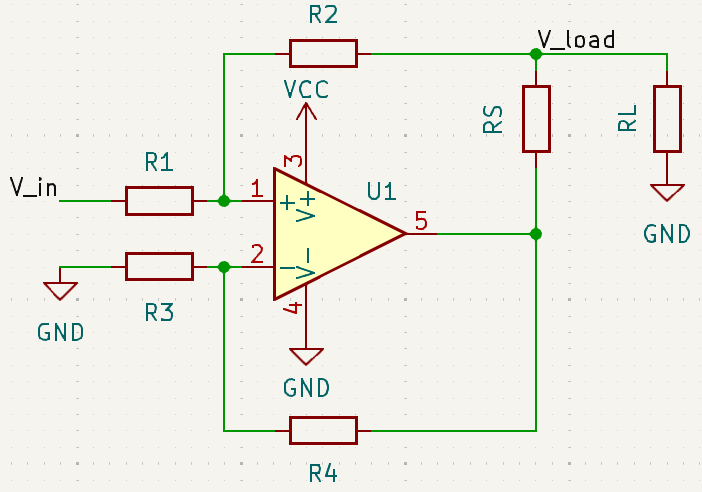 R2
V_load
VCC
RS
RL
R1
3
V_in
1
U1
+
V+
5
GND
2
−
V−
R3
4
GND
GND
R4